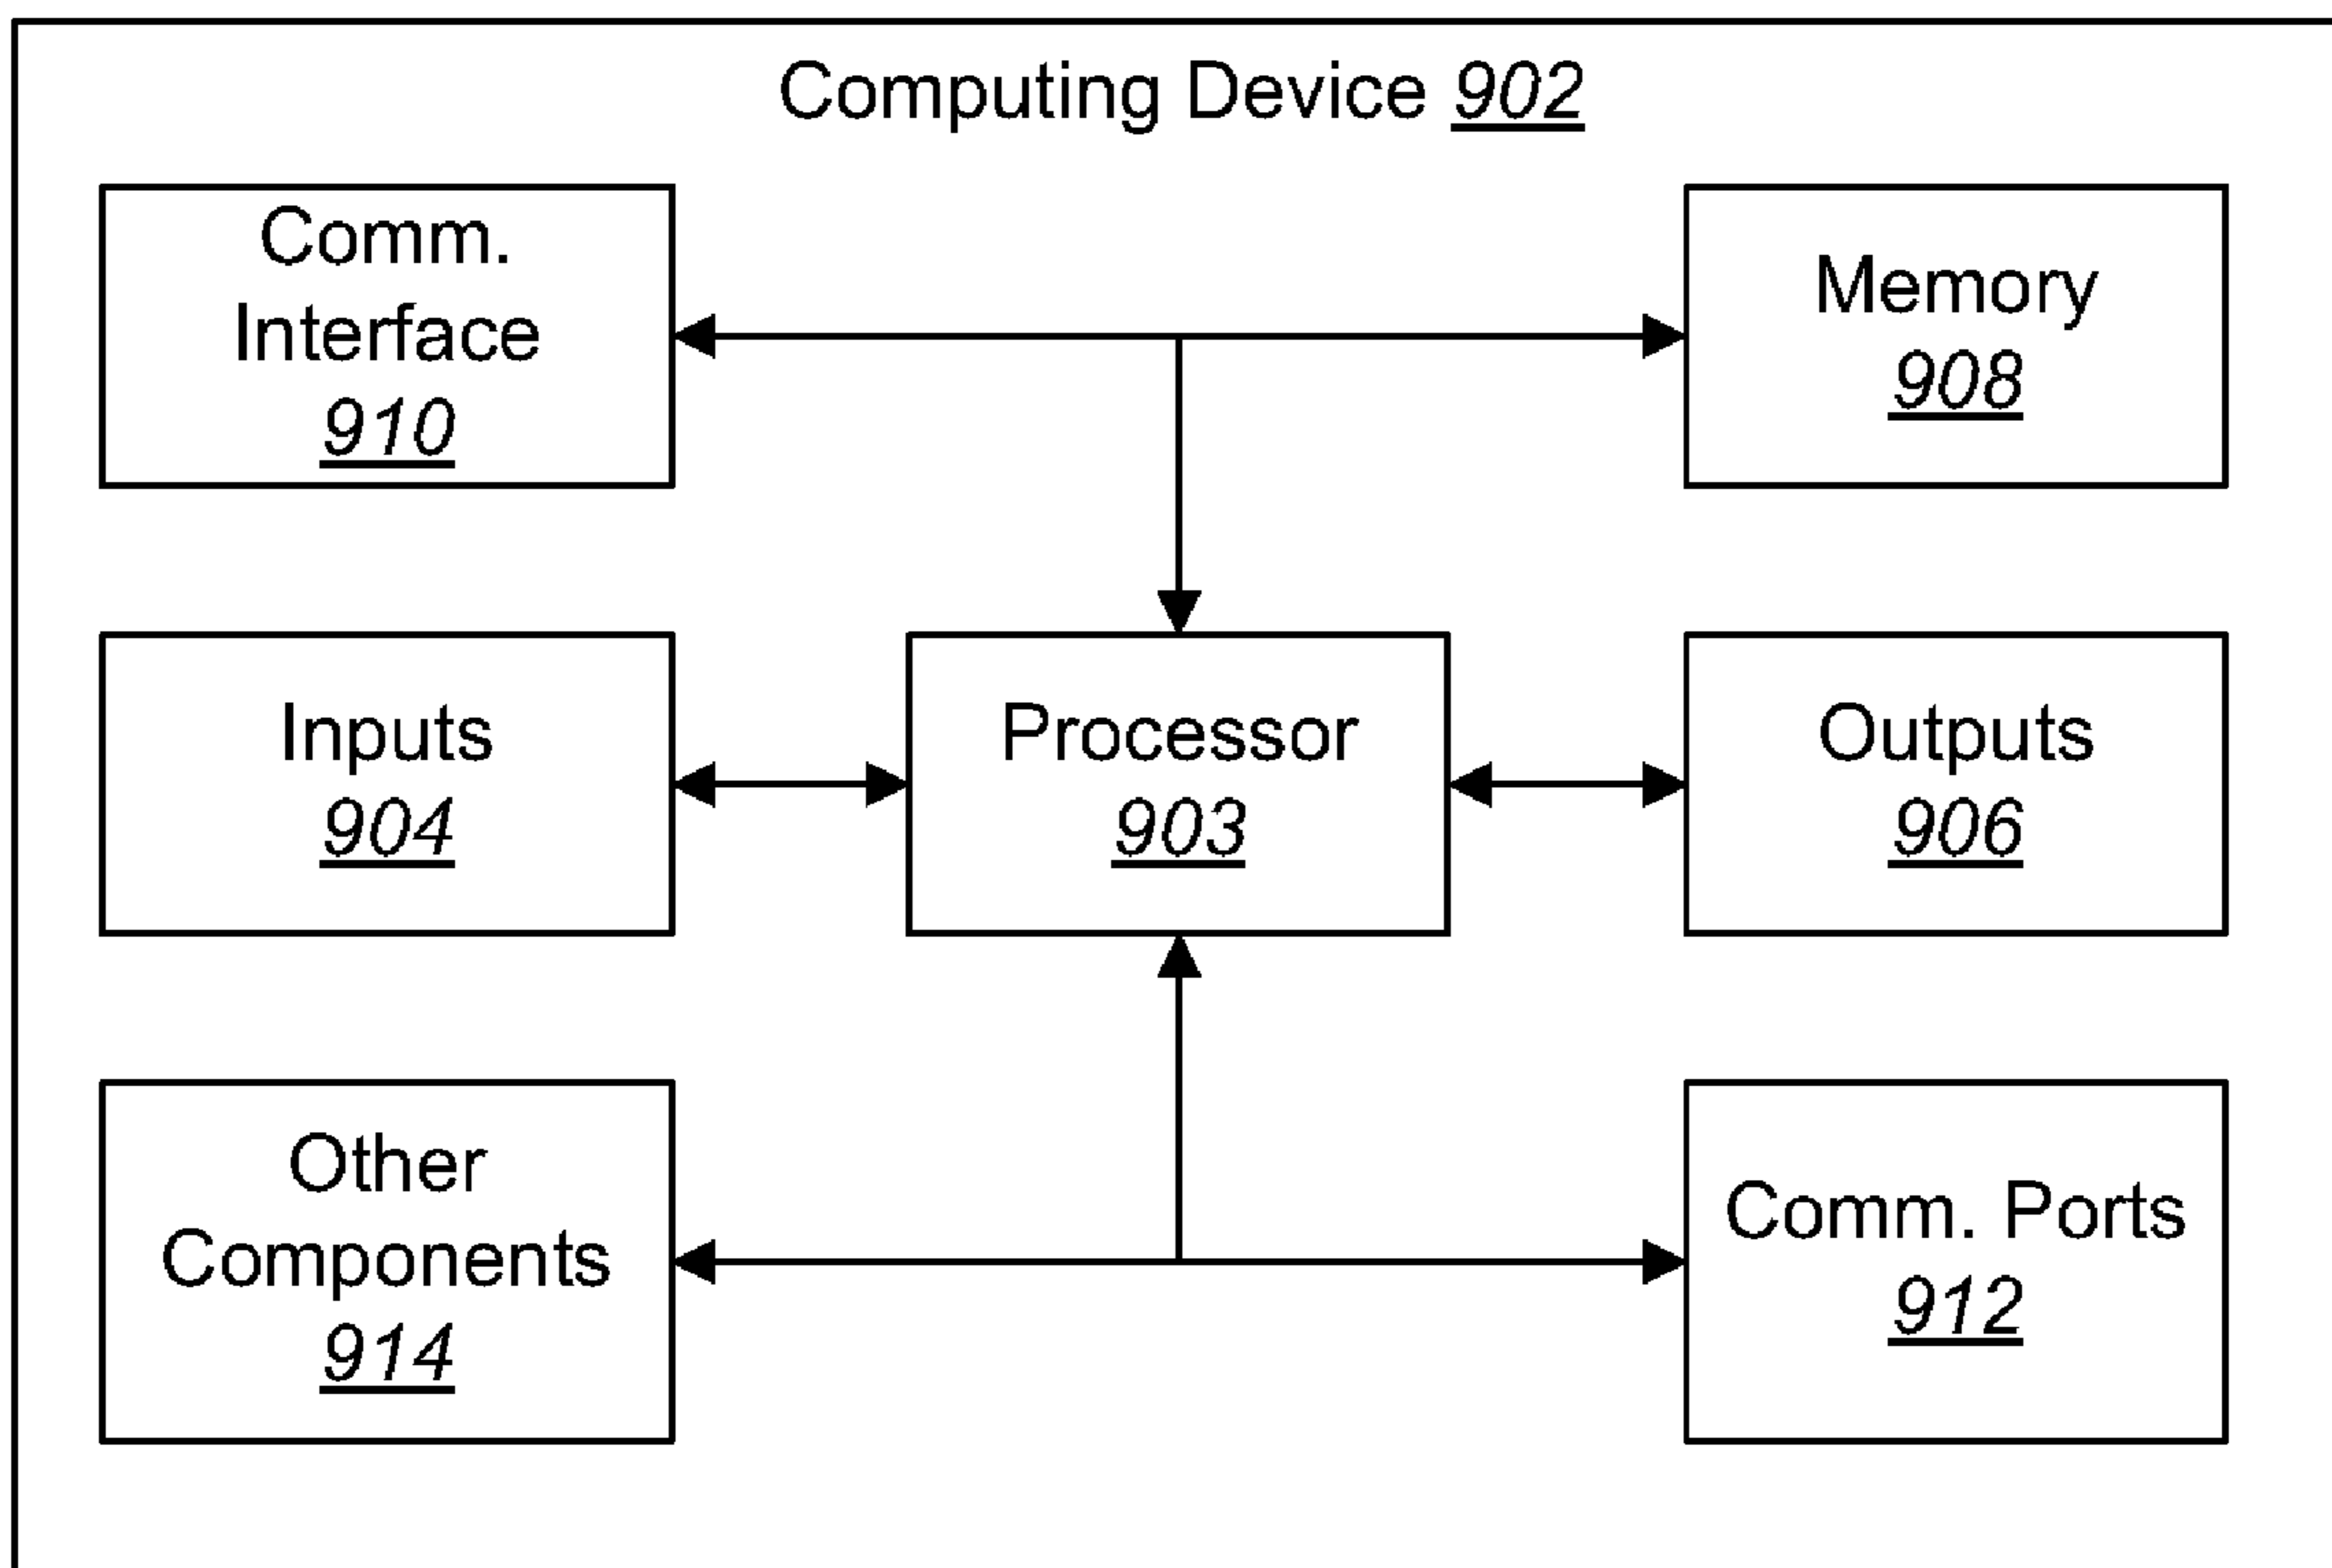 Computing Device 902
Comm.
Interface
910
Memory
908
Inputs
904
Processor
903
Outputs
906
Other
Components
914
Comm. Ports
912